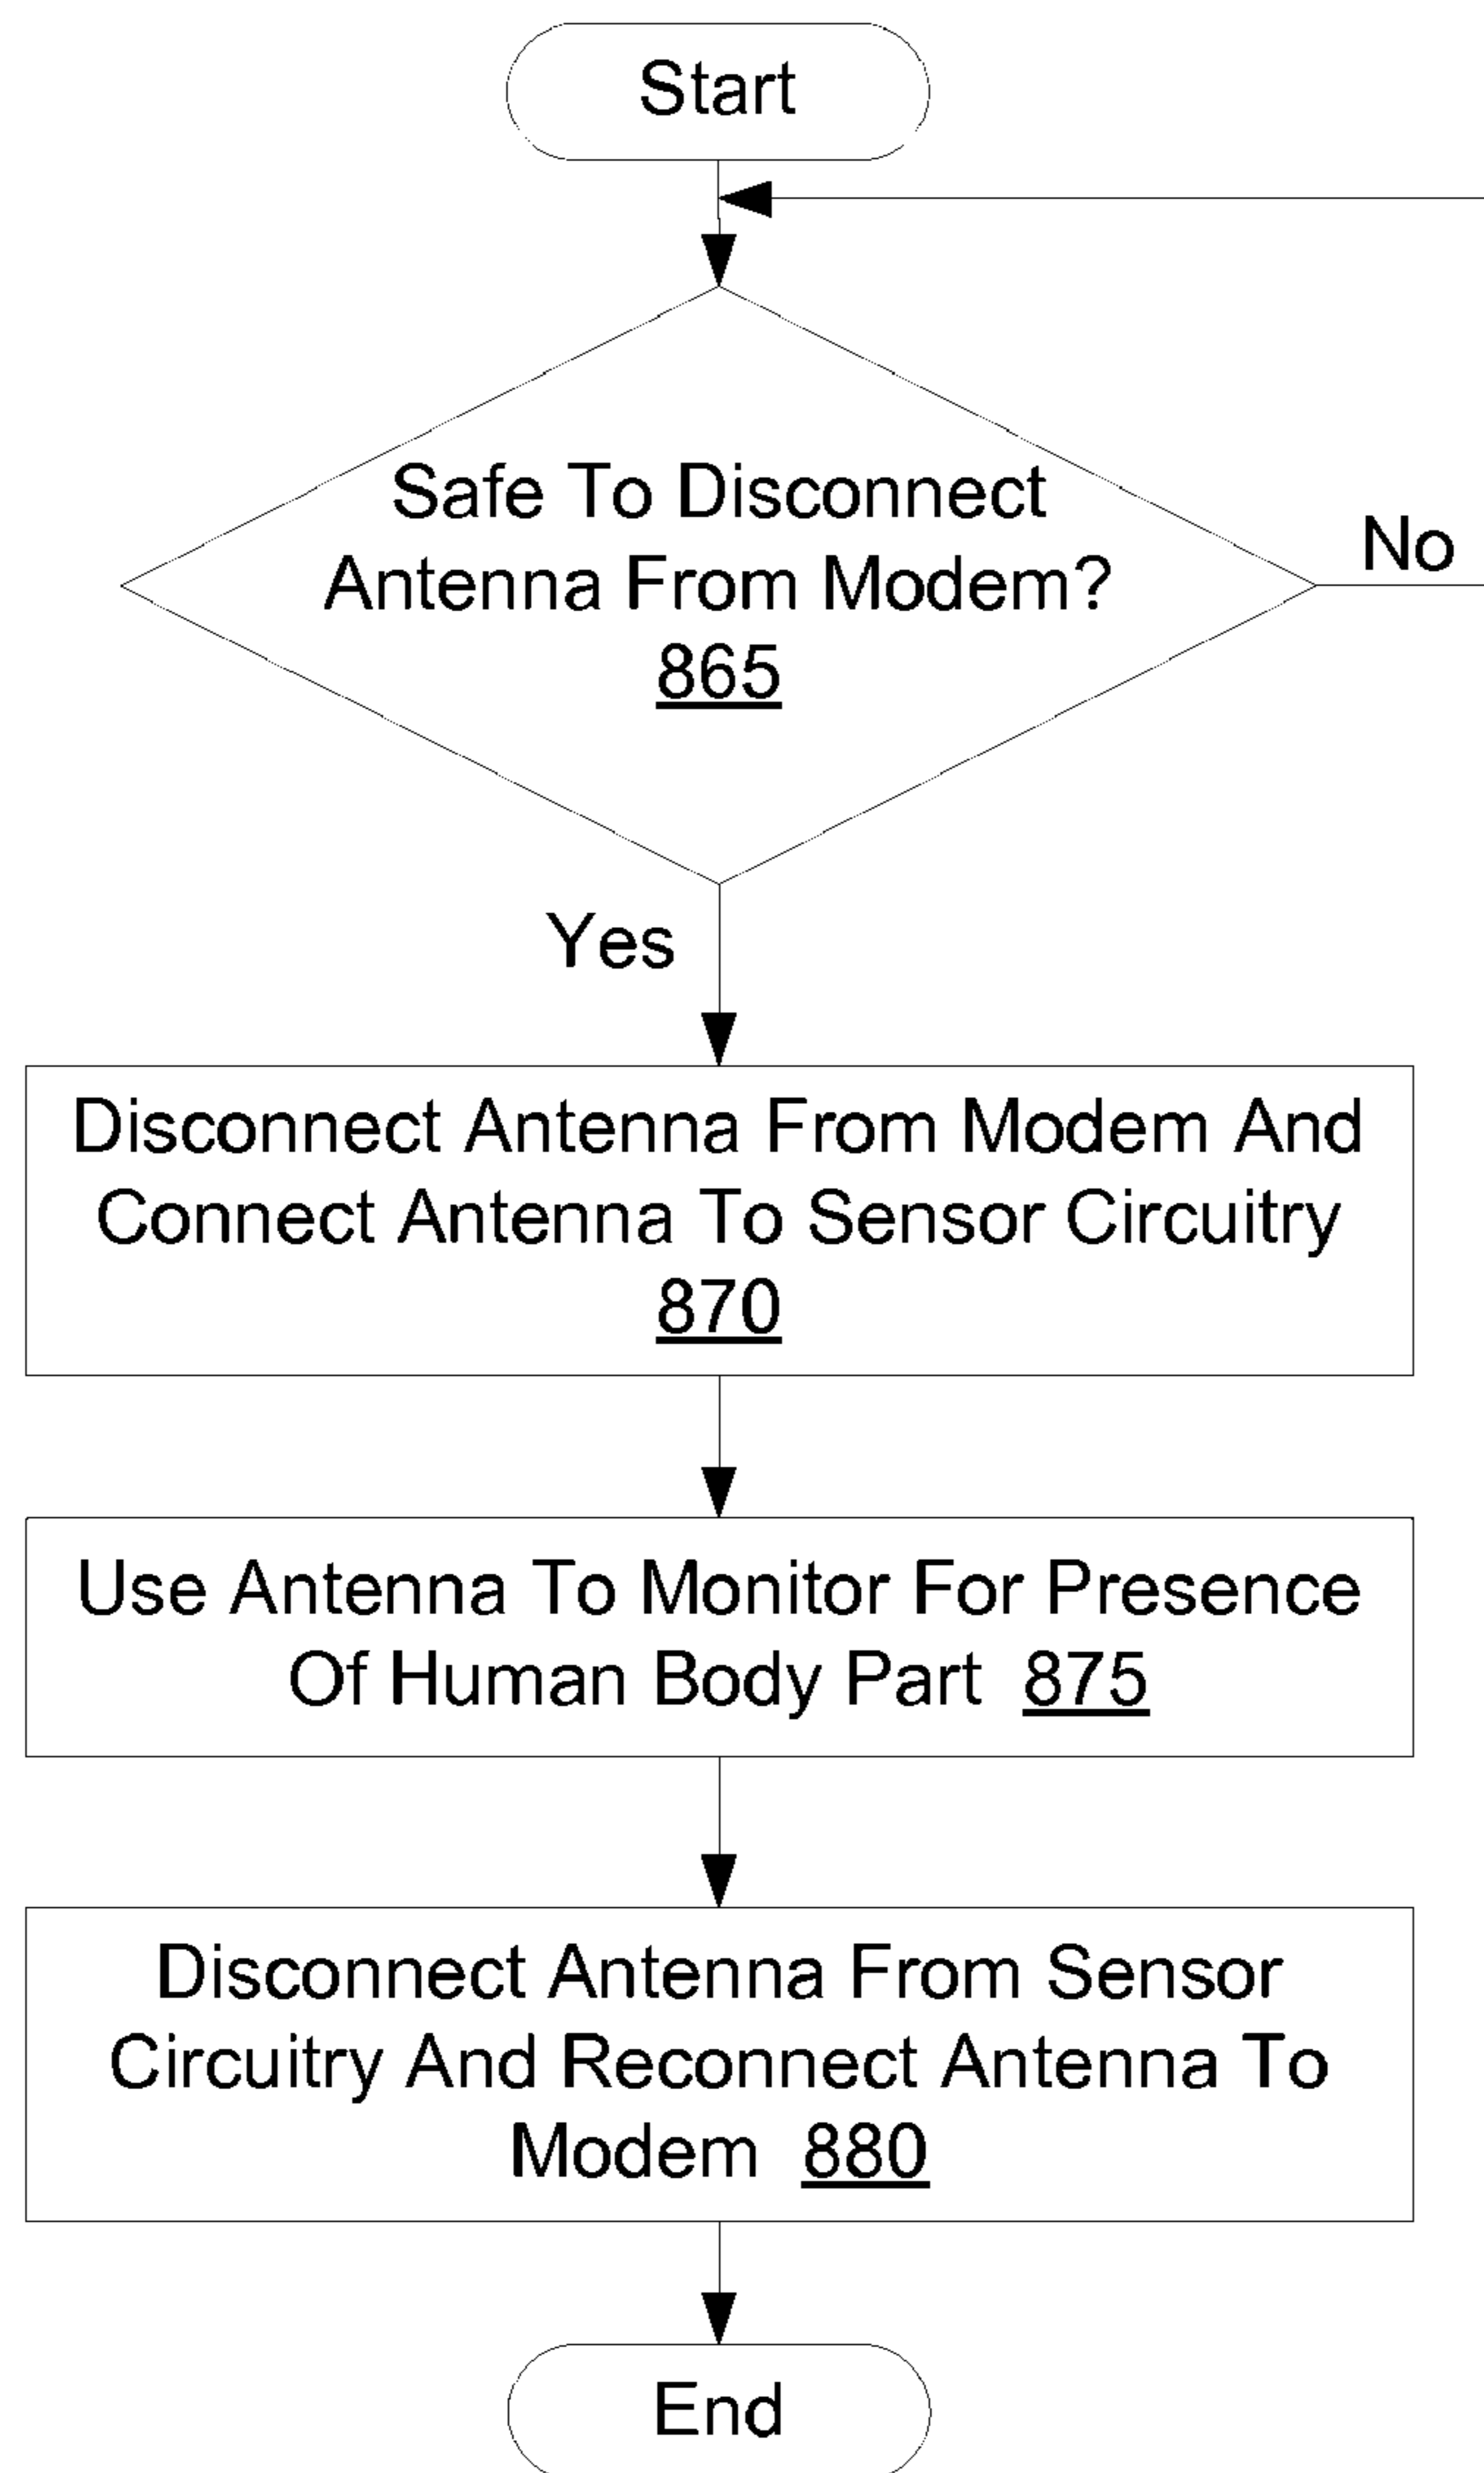 Start
Safe To Disconnect
Antenna From Modem?
865
No
Yes
Disconnect Antenna From Modem And
Connect Antenna To Sensor Circuitry
870
Use Antenna To Monitor For Presence
Of Human Body Part 875
Disconnect Antenna From Sensor
Circuitry And Reconnect Antenna To
Modem 880
End